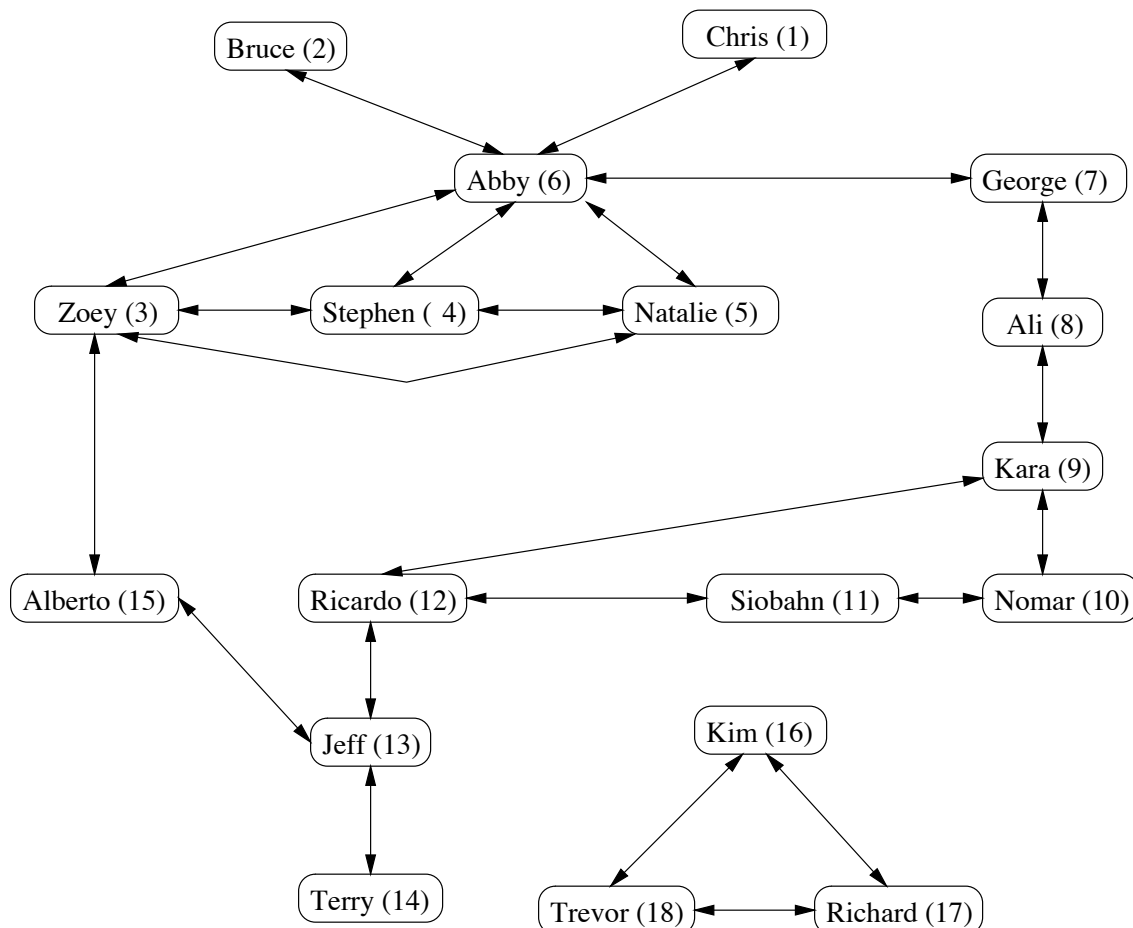 Bruce (2)
Chris (1)
Abby (6)
George (7)
Zoey (3)
Stephen ( 4)
Natalie (5)
Ali (8)
Kara (9)
Alberto (15)
Ricardo (12)
Siobahn (11)
Nomar (10)
Jeff (13)
Kim (16)
Terry (14)
Trevor (18)
Richard (17)